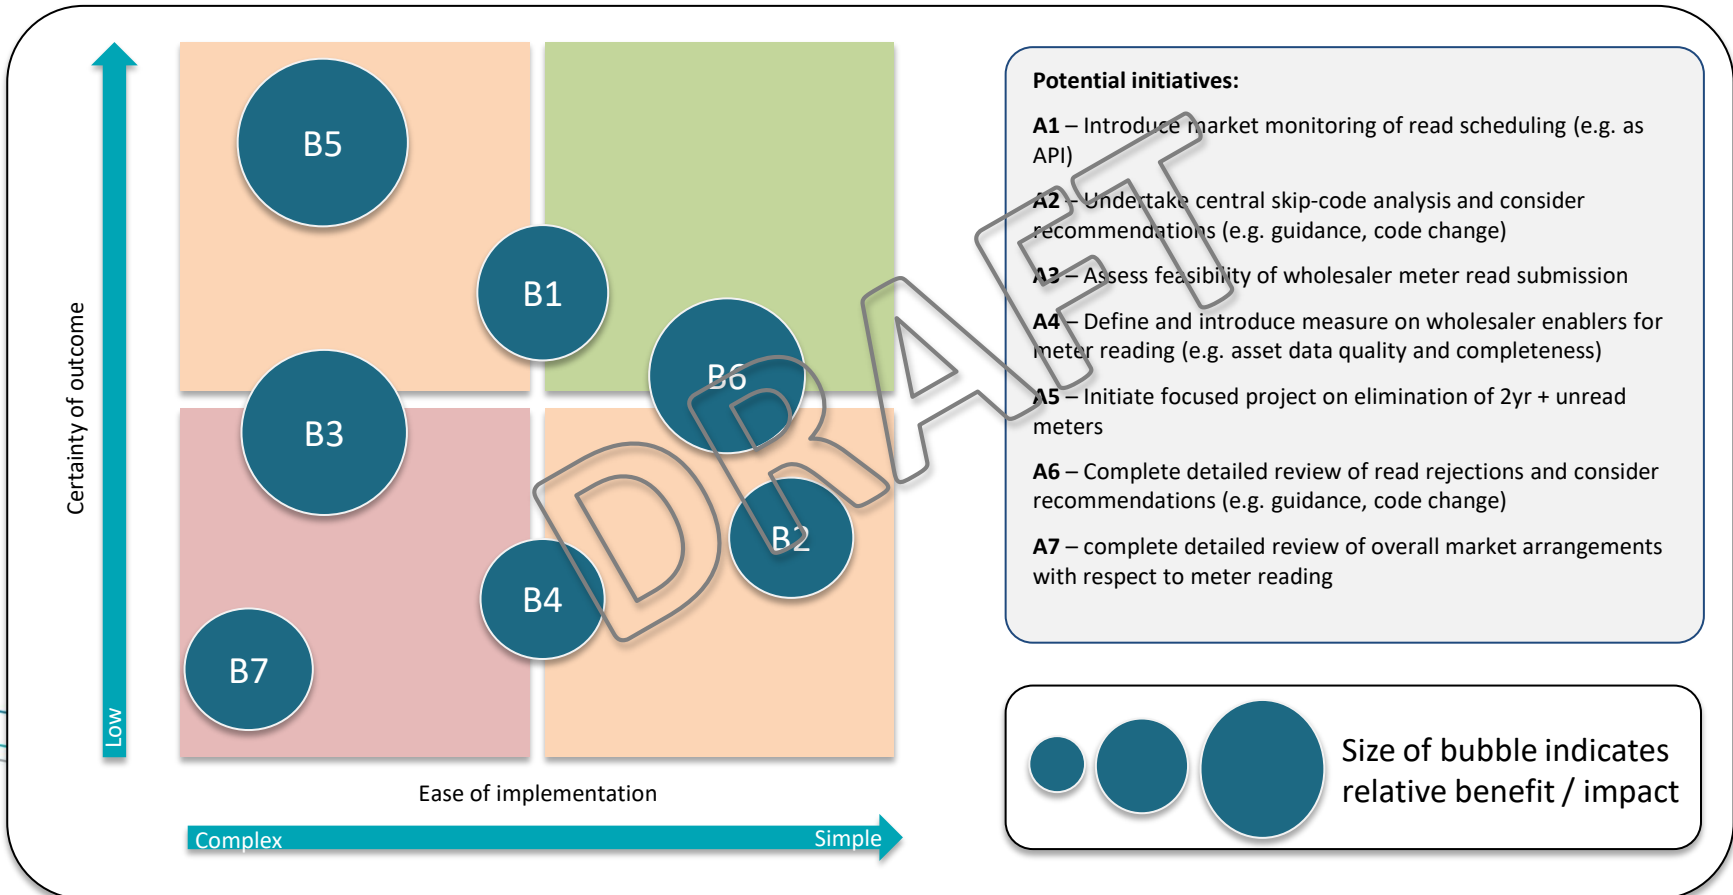 B5
B1
B6
B3
B2
B4
B7
Certainty of outcome
Low
Ease of implementation
Complex
Simple
Potential initiatives:
A1 – Introduce market monitoring of read scheduling (e.g. as
API)
A2 – Undertake central skip-code analysis and consider
recommendations (e.g. guidance, code change)
A3 – Assess feasibility of wholesaler meter read submission
A4 – Define and introduce measure on wholesaler enablers for
meter reading (e.g. asset data quality and completeness)
A5 – Initiate focused project on elimination of 2yr + unread
meters
A6 – Complete detailed review of read rejections and consider
recommendations (e.g. guidance, code change)
A7 – complete detailed review of overall market arrangements
with respect to meter reading
Size of bubble indicates
relative benefit / impact
DRAFT